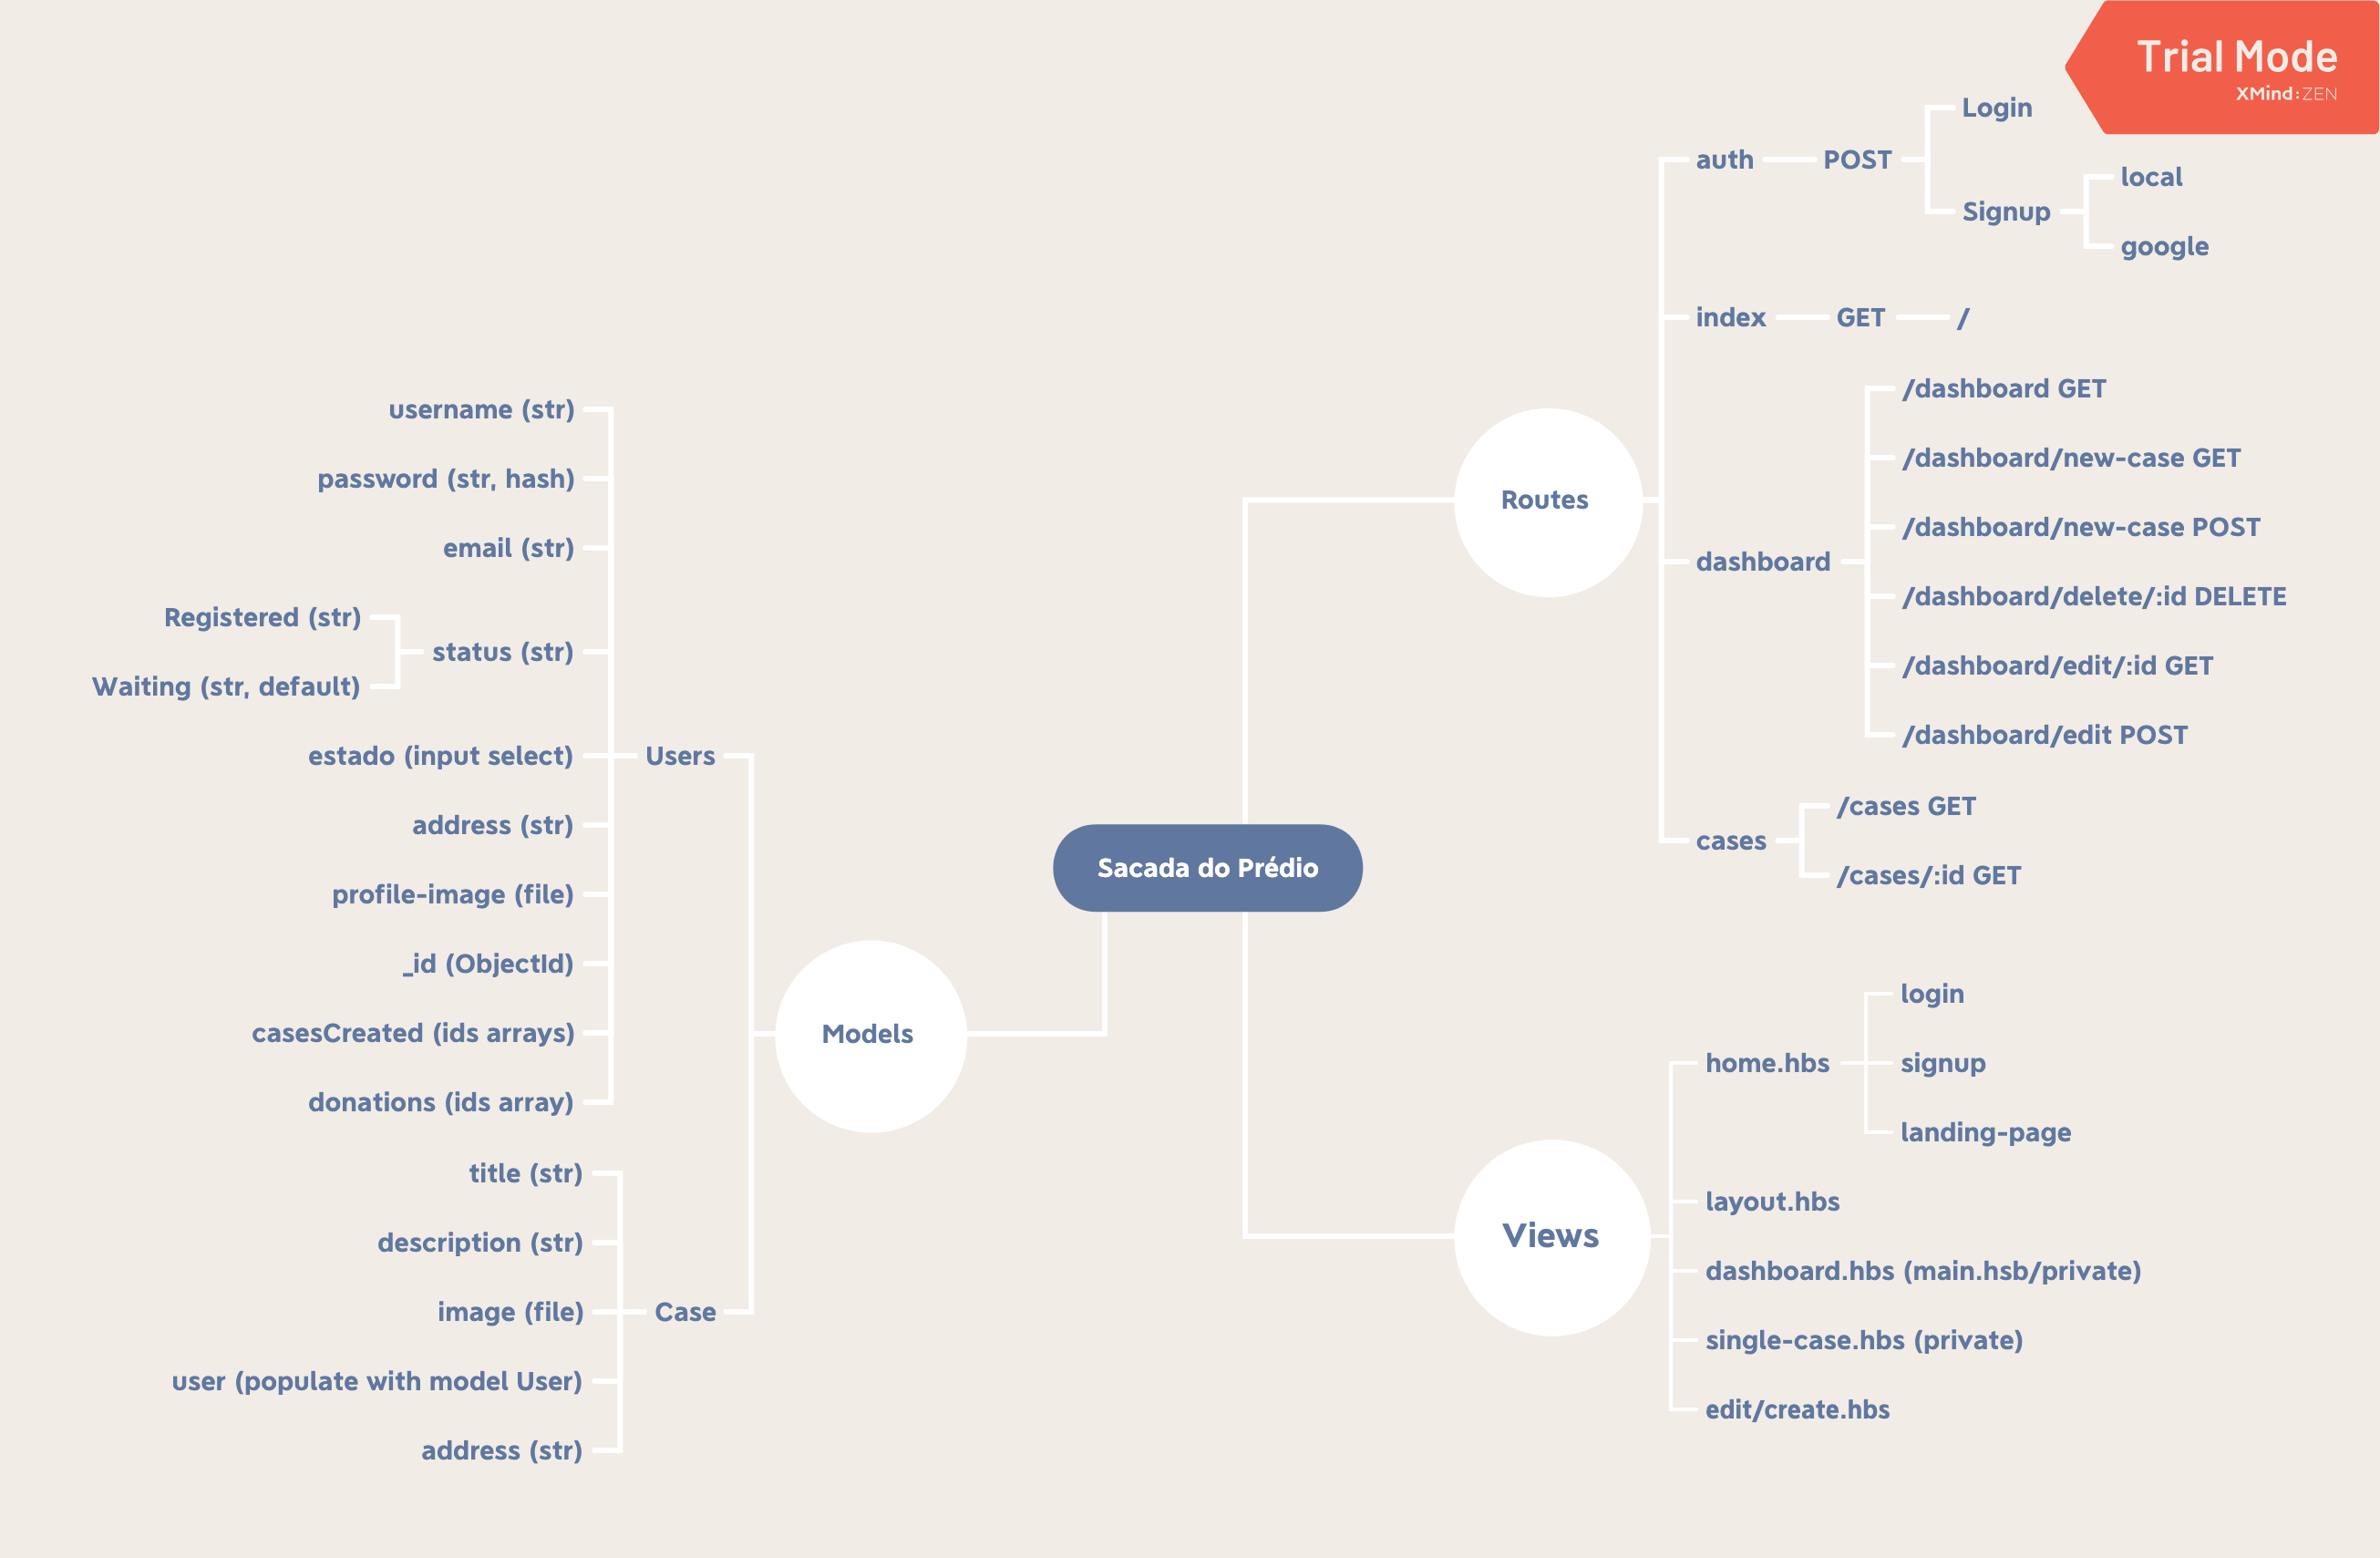 Trial Mode
XMind:ZEN
Sacada do Prédio
Routes
auth
POST
Login
Signup
local
google
index
GET
/
dashboard
/dashboard GET
/dashboard/new-case GET
/dashboard/new-case POST
/dashboard/delete/:id DELETE
/dashboard/edit/:id GET
/dashboard/edit POST
cases
/cases GET
/cases/:id GET
Views
home.hbs
login
signup
landing-page
layout.hbs
dashboard.hbs (main.hsb/private)
single-case.hbs (private)
edit/create.hbs
Models
Users
username (str)
password (str, hash)
email (str)
status (str)
Registered (str)
Waiting (str, default)
estado (input select)
address (str)
profile-image (file)
_id (ObjectId)
casesCreated (ids arrays)
donations (ids array)
Case
title (str)
description (str)
image (file)
user (populate with model User)
address (str)